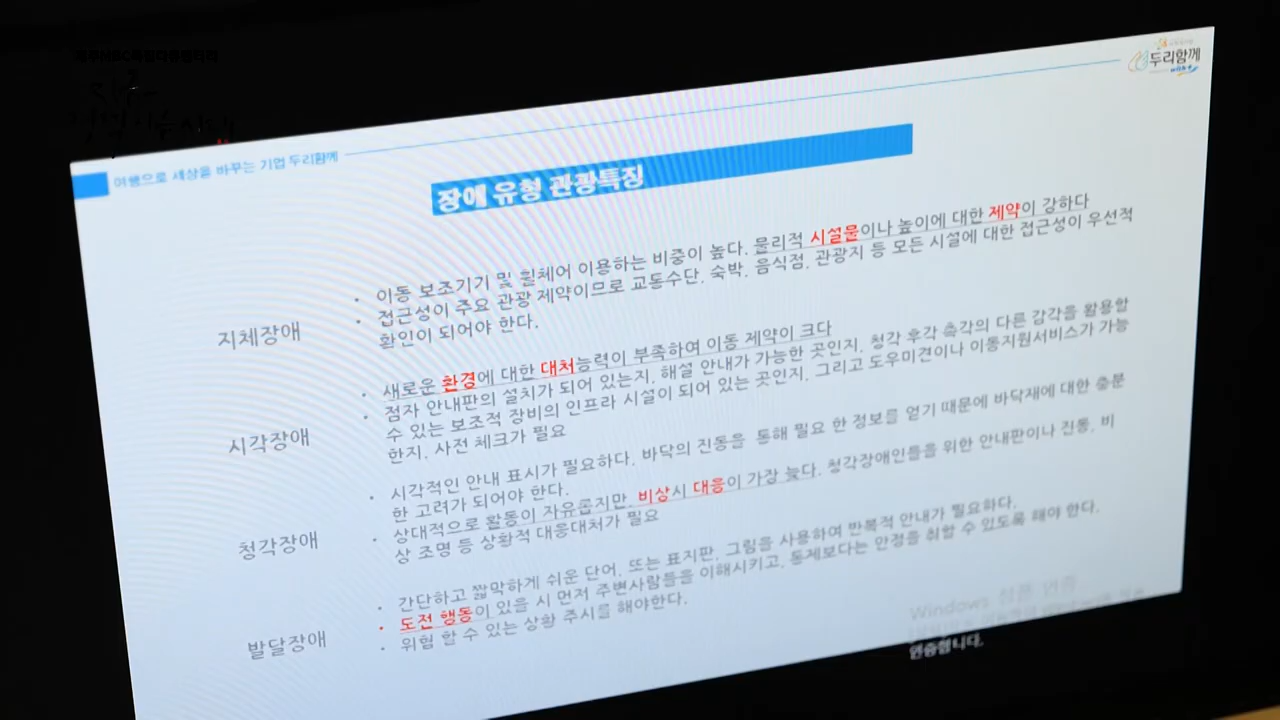 두리함께
여행으로 세상을 바꾸는 기업 두리함께
장애 유형 관광특징
지체장애
• 이동 보조기기 및 휠체어 이용하는 비중이 높다. 물리적 시설물이나 높이에 대한 제약이 강하다
• 접근성이 주요 관광 제약이므로 교통수단, 숙박, 음식점, 관광지 등 모든 시설에 대한 접근성이 우선적
확인이 되어야 한다.
시각장애
• 새로운 환경에 대한 대처능력이 부족하여 이동 제약이 크다
• 점자 안내판의 설치가 되어 있는지, 해설 안내가 가능한 곳인지, 청각 후각 촉각의 다른 감각을 활용할
수 있는 보조적 장비의 인프라 시설이 되어 있는 곳인지, 그리고 도우미견이나 이동지원서비스가 가능
한지, 사전 체크가 필요
청각장애
• 시각적인 안내 표시가 필요하다. 바닥의 진동을 통해 필요 한 정보를 얻기 때문에 바닥재에 대한 충분
한 고려가 되어야 한다.
• 상대적으로 활동이 자유롭지만, 비상시 대응이 가장 늦다. 청각장애인들을 위한 안내판이나 진동, 비
상 조명 등 상황적 대응대처가 필요
발달장애
• 간단하고 짧막하게 쉬운 단어, 또는 표지판, 그림을 사용하여 반복적 안내가 필요하다.
• 도전 행동이 있을 시 먼저 주변사람들을 이해시키고, 통제보다는 안정을 취할 수 있도록 해야 한다.
• 위험 할 수 있는 상황 주시를 해야한다.
Windows 정품 인증
인증합니다.